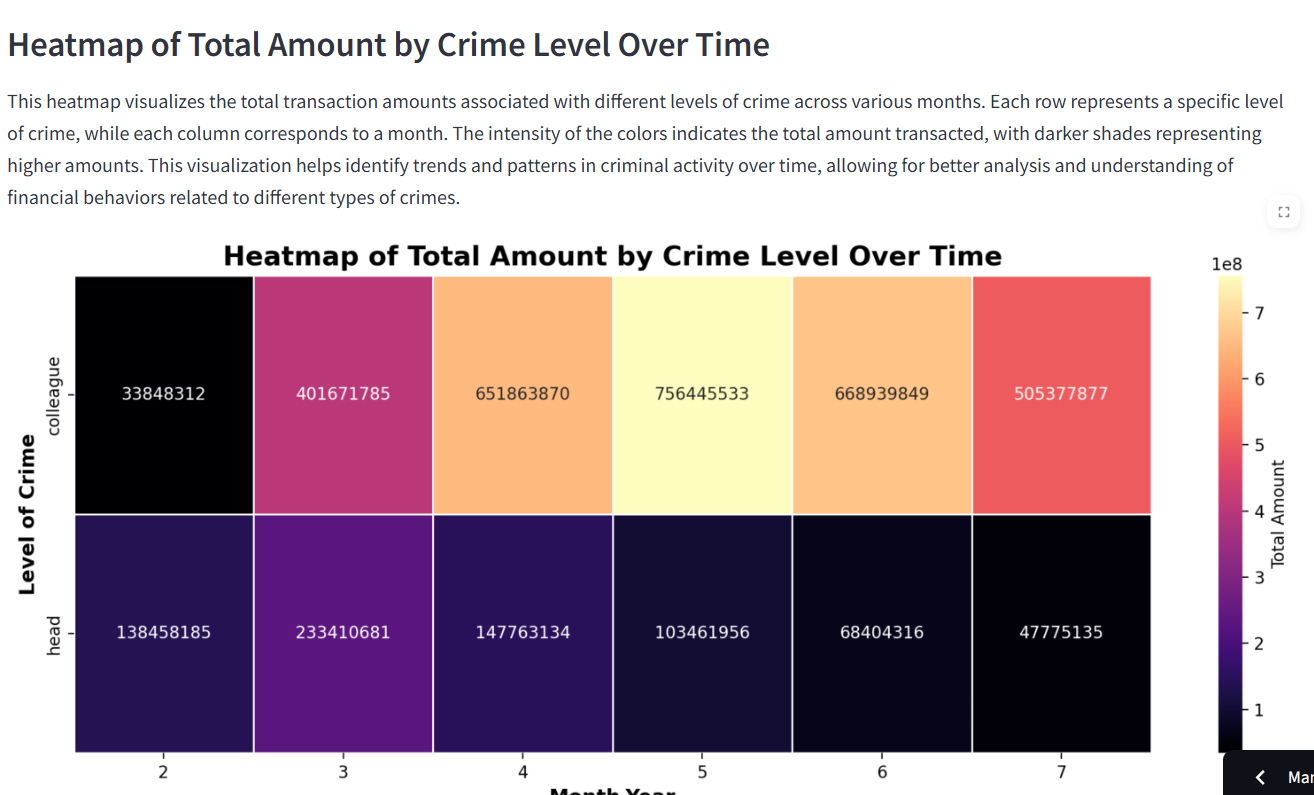 Heatmap of Total Amount by Crime Level Over Time
This heatmap visualizes the total transaction amounts associated with different levels of crime across various months. Each row represents a specific level
of crime, while each column corresponds to a month. The intensity of the colors indicates the total amount transacted, with darker shades representing
higher amounts. This visualization helps identify trends and patterns in criminal activity over time, allowing for better analysis and understanding of
financial behaviors related to different types of crimes.
Heatmap of Total Amount by Crime Level Over Time
1e8
Level of Crime
colleague
33848312 401671785 651863870 756445533 668939849 505377877
head
138458185 233410681 147763134 103461956 68404316 47775135
2 3 4 5 6 7
Month Year
7
6
5
4
3
2
1
Total Amount